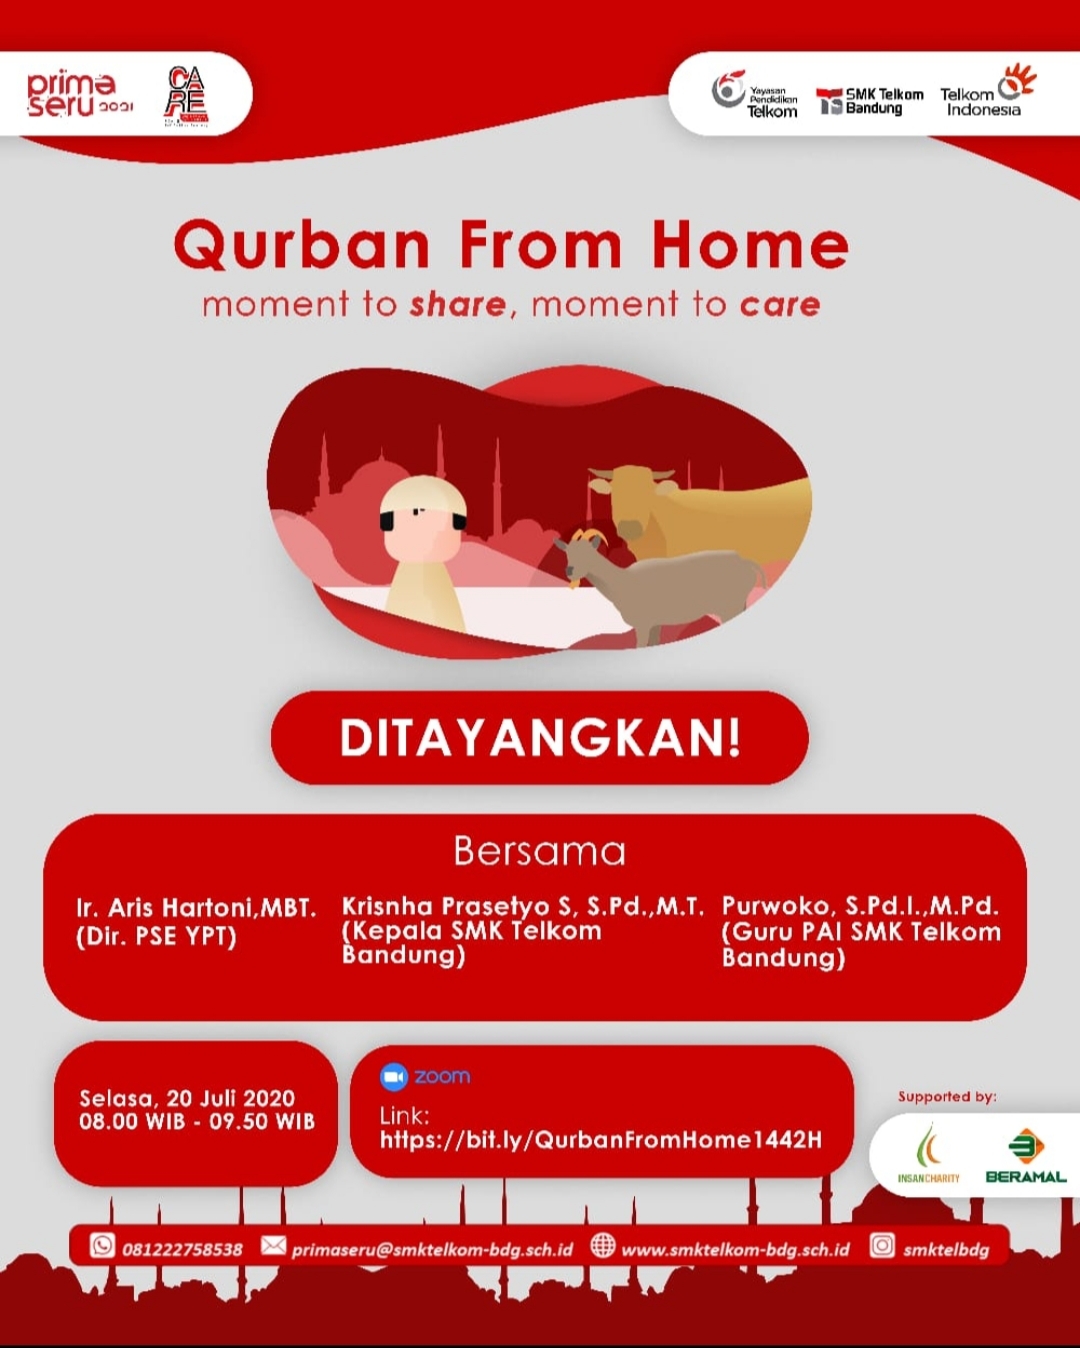 prima
seru 2021
CA
RE
Yayasan
Pendidikan
Telkom
SMK Telkom
Bandung
Telkom
Indonesia
Qurban From Home
moment to share, moment to care
DITAYANGKAN!
Bersama
Ir. Aris Hartoni,MBT.
(Dir. PSE YPT)
Krisnha Prasetyo S, S.Pd.,M.T.
(Kepala SMK Telkom
Bandung)
Purwoko, S.Pd.I.,M.Pd.
(Guru PAI SMK Telkom
Bandung)
Selasa, 20 Juli 2020
08.00 WIB - 09.50 WIB
zoom
Link:
https://bit.ly/QurbanFromHome1442H
Supported by:
INSANCHARITY
BERAMAL
081222758538
primaseru@smktelkom-bdg.sch.id
www.smktelkom-bdg.sch.id
smktelbdg